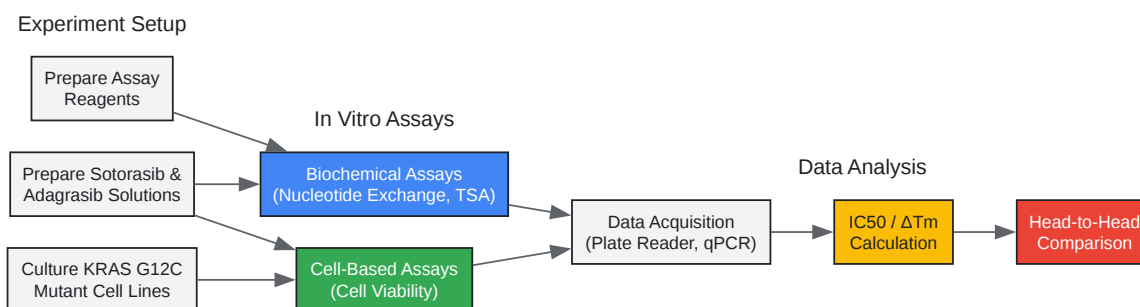 Experiment Setup
Prepare Assay
Reagents
In Vitro Assays
Prepare Sotorasib &
Adagrasib Solutions
Biochemical Assays
(Nucleotide Exchange, TSA)
Culture KRAS G12C
Mutant Cell Lines
Cell-Based Assays
(Cell Viability)
Data Acquisition
(Plate Reader, qPCR)
Data Analysis
IC50 / ΔTm
Calculation
Head-to-Head
Comparison